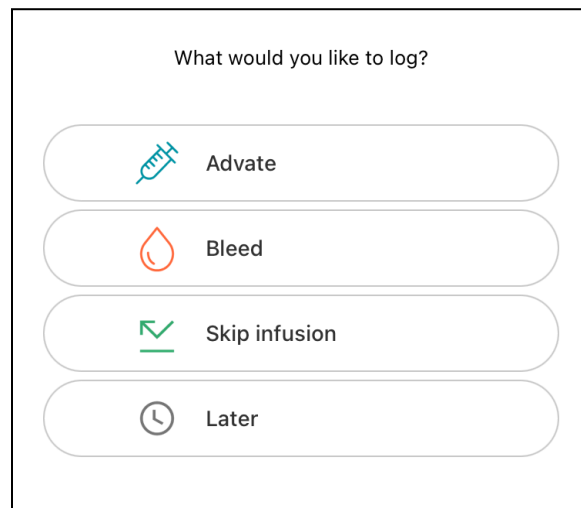 What would you like to log?
Advate
Bleed
Skip infusion
Later